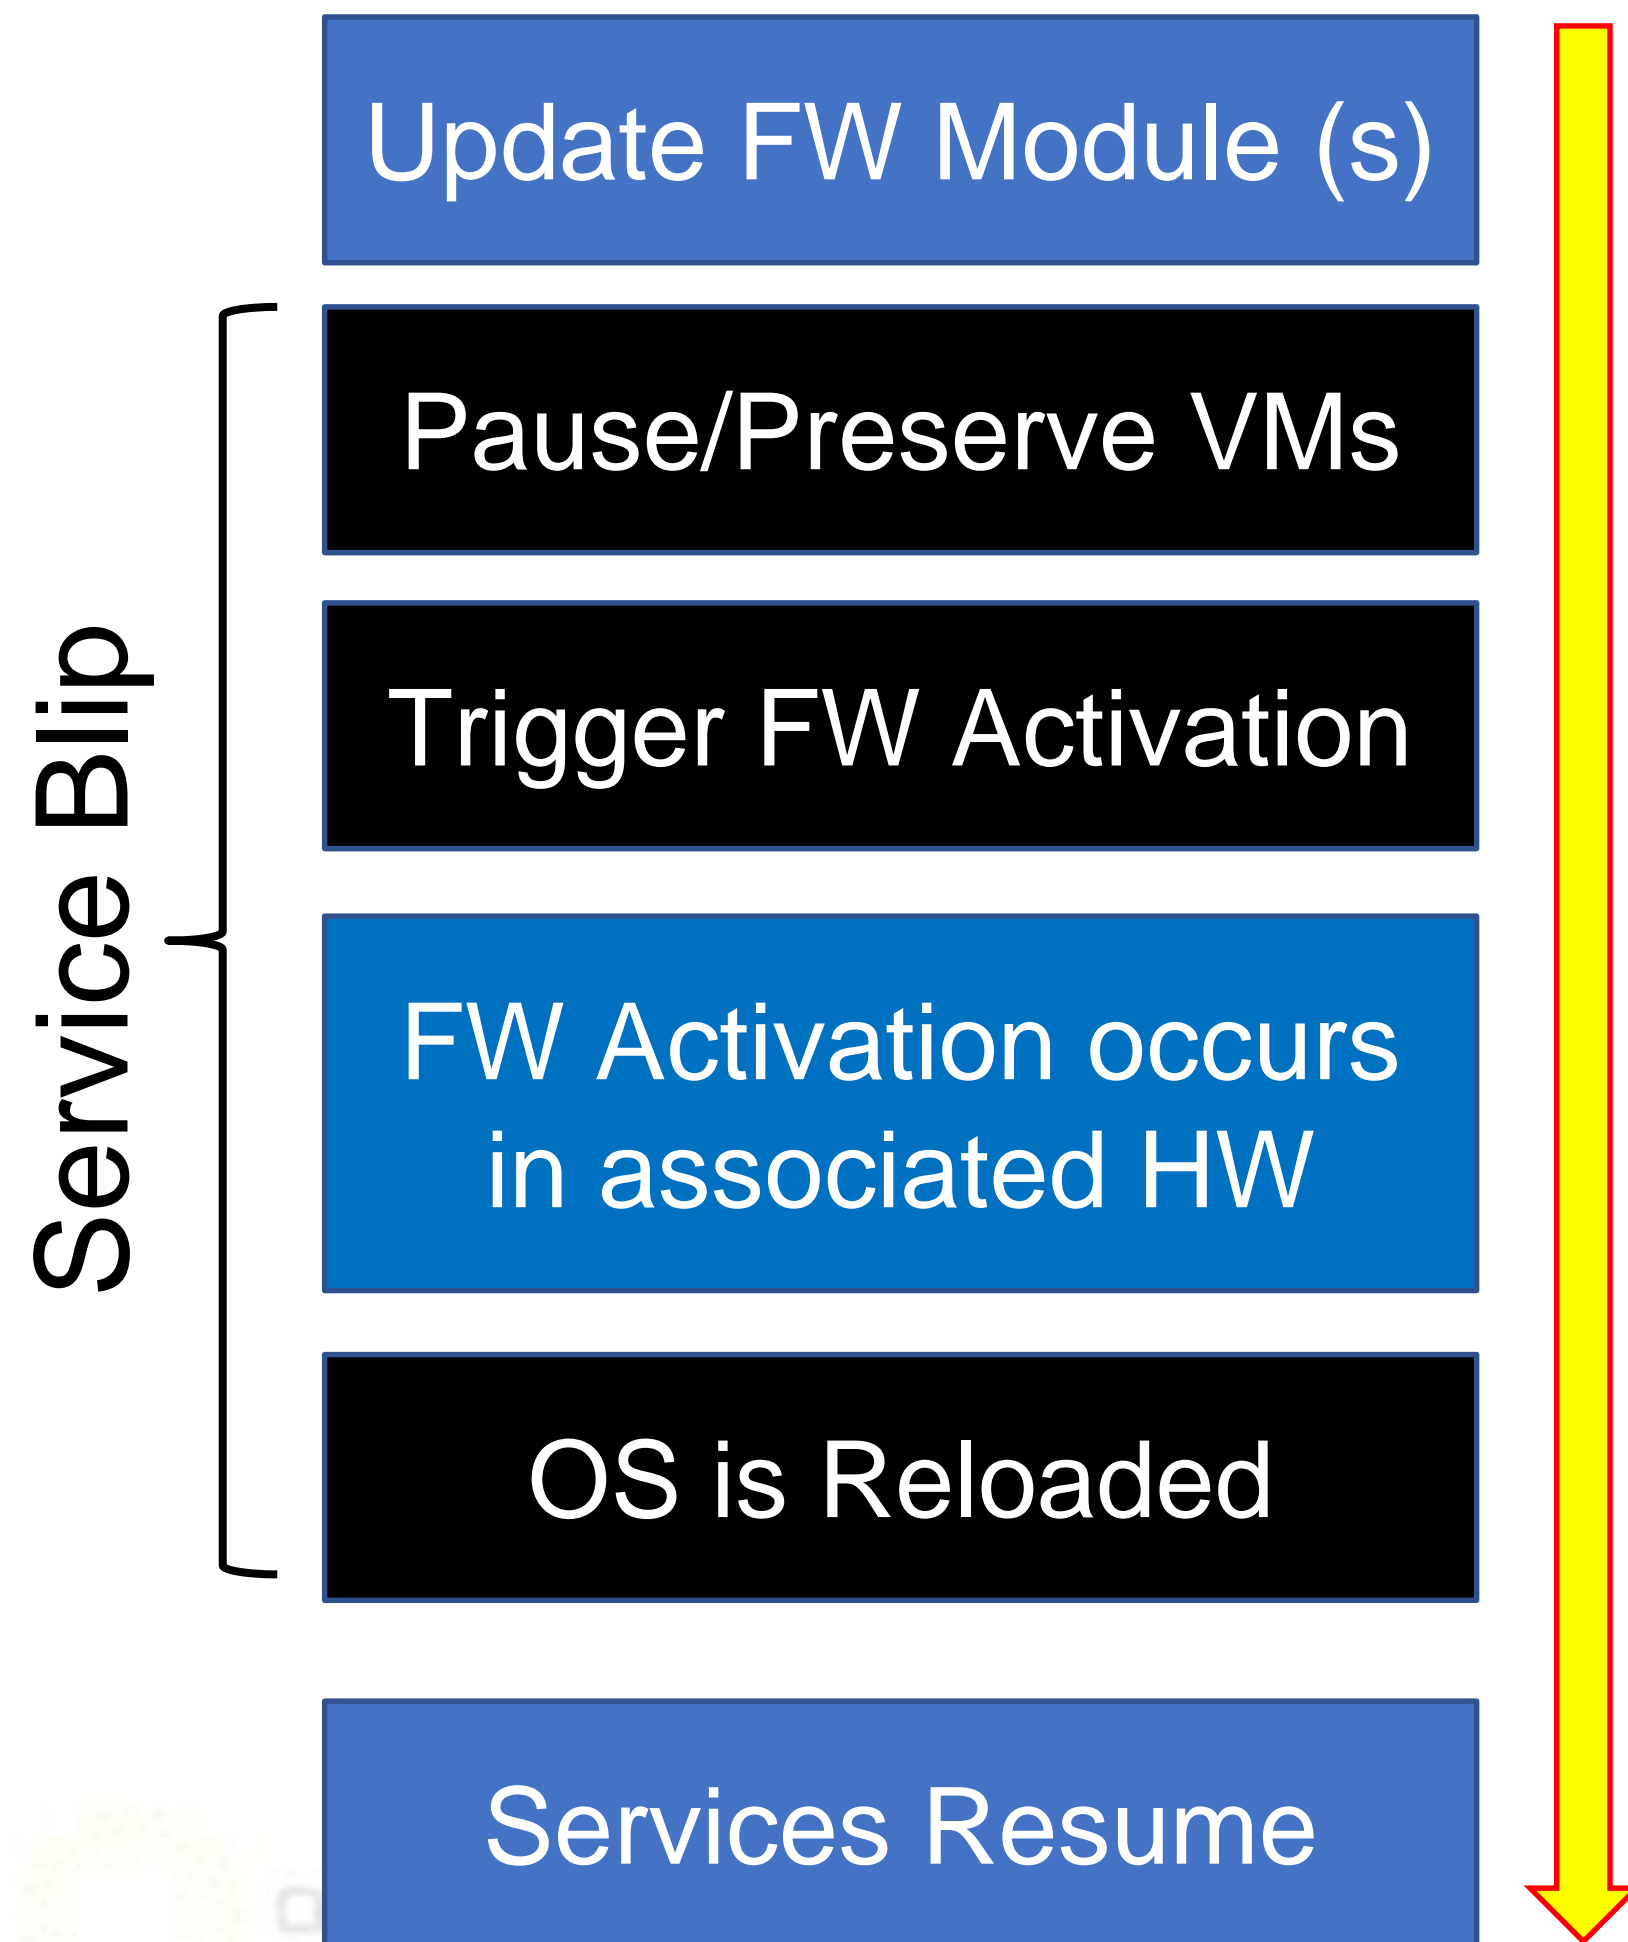 Update FW Module (s)
Service Blip
Pause/Preserve VMs
Trigger FW Activation
FW Activation occurs
in associated HW
OS is Reloaded
Services Resume